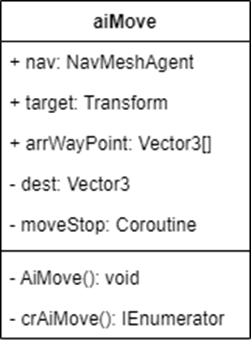 aiMove
+ nav: NavMeshAgent
+ target: Transform
+ arrWayPoint: Vector3[]
- dest: Vector3
- moveStop: Coroutine
- AiMove(): void
- crAiMove(): IEnumerator